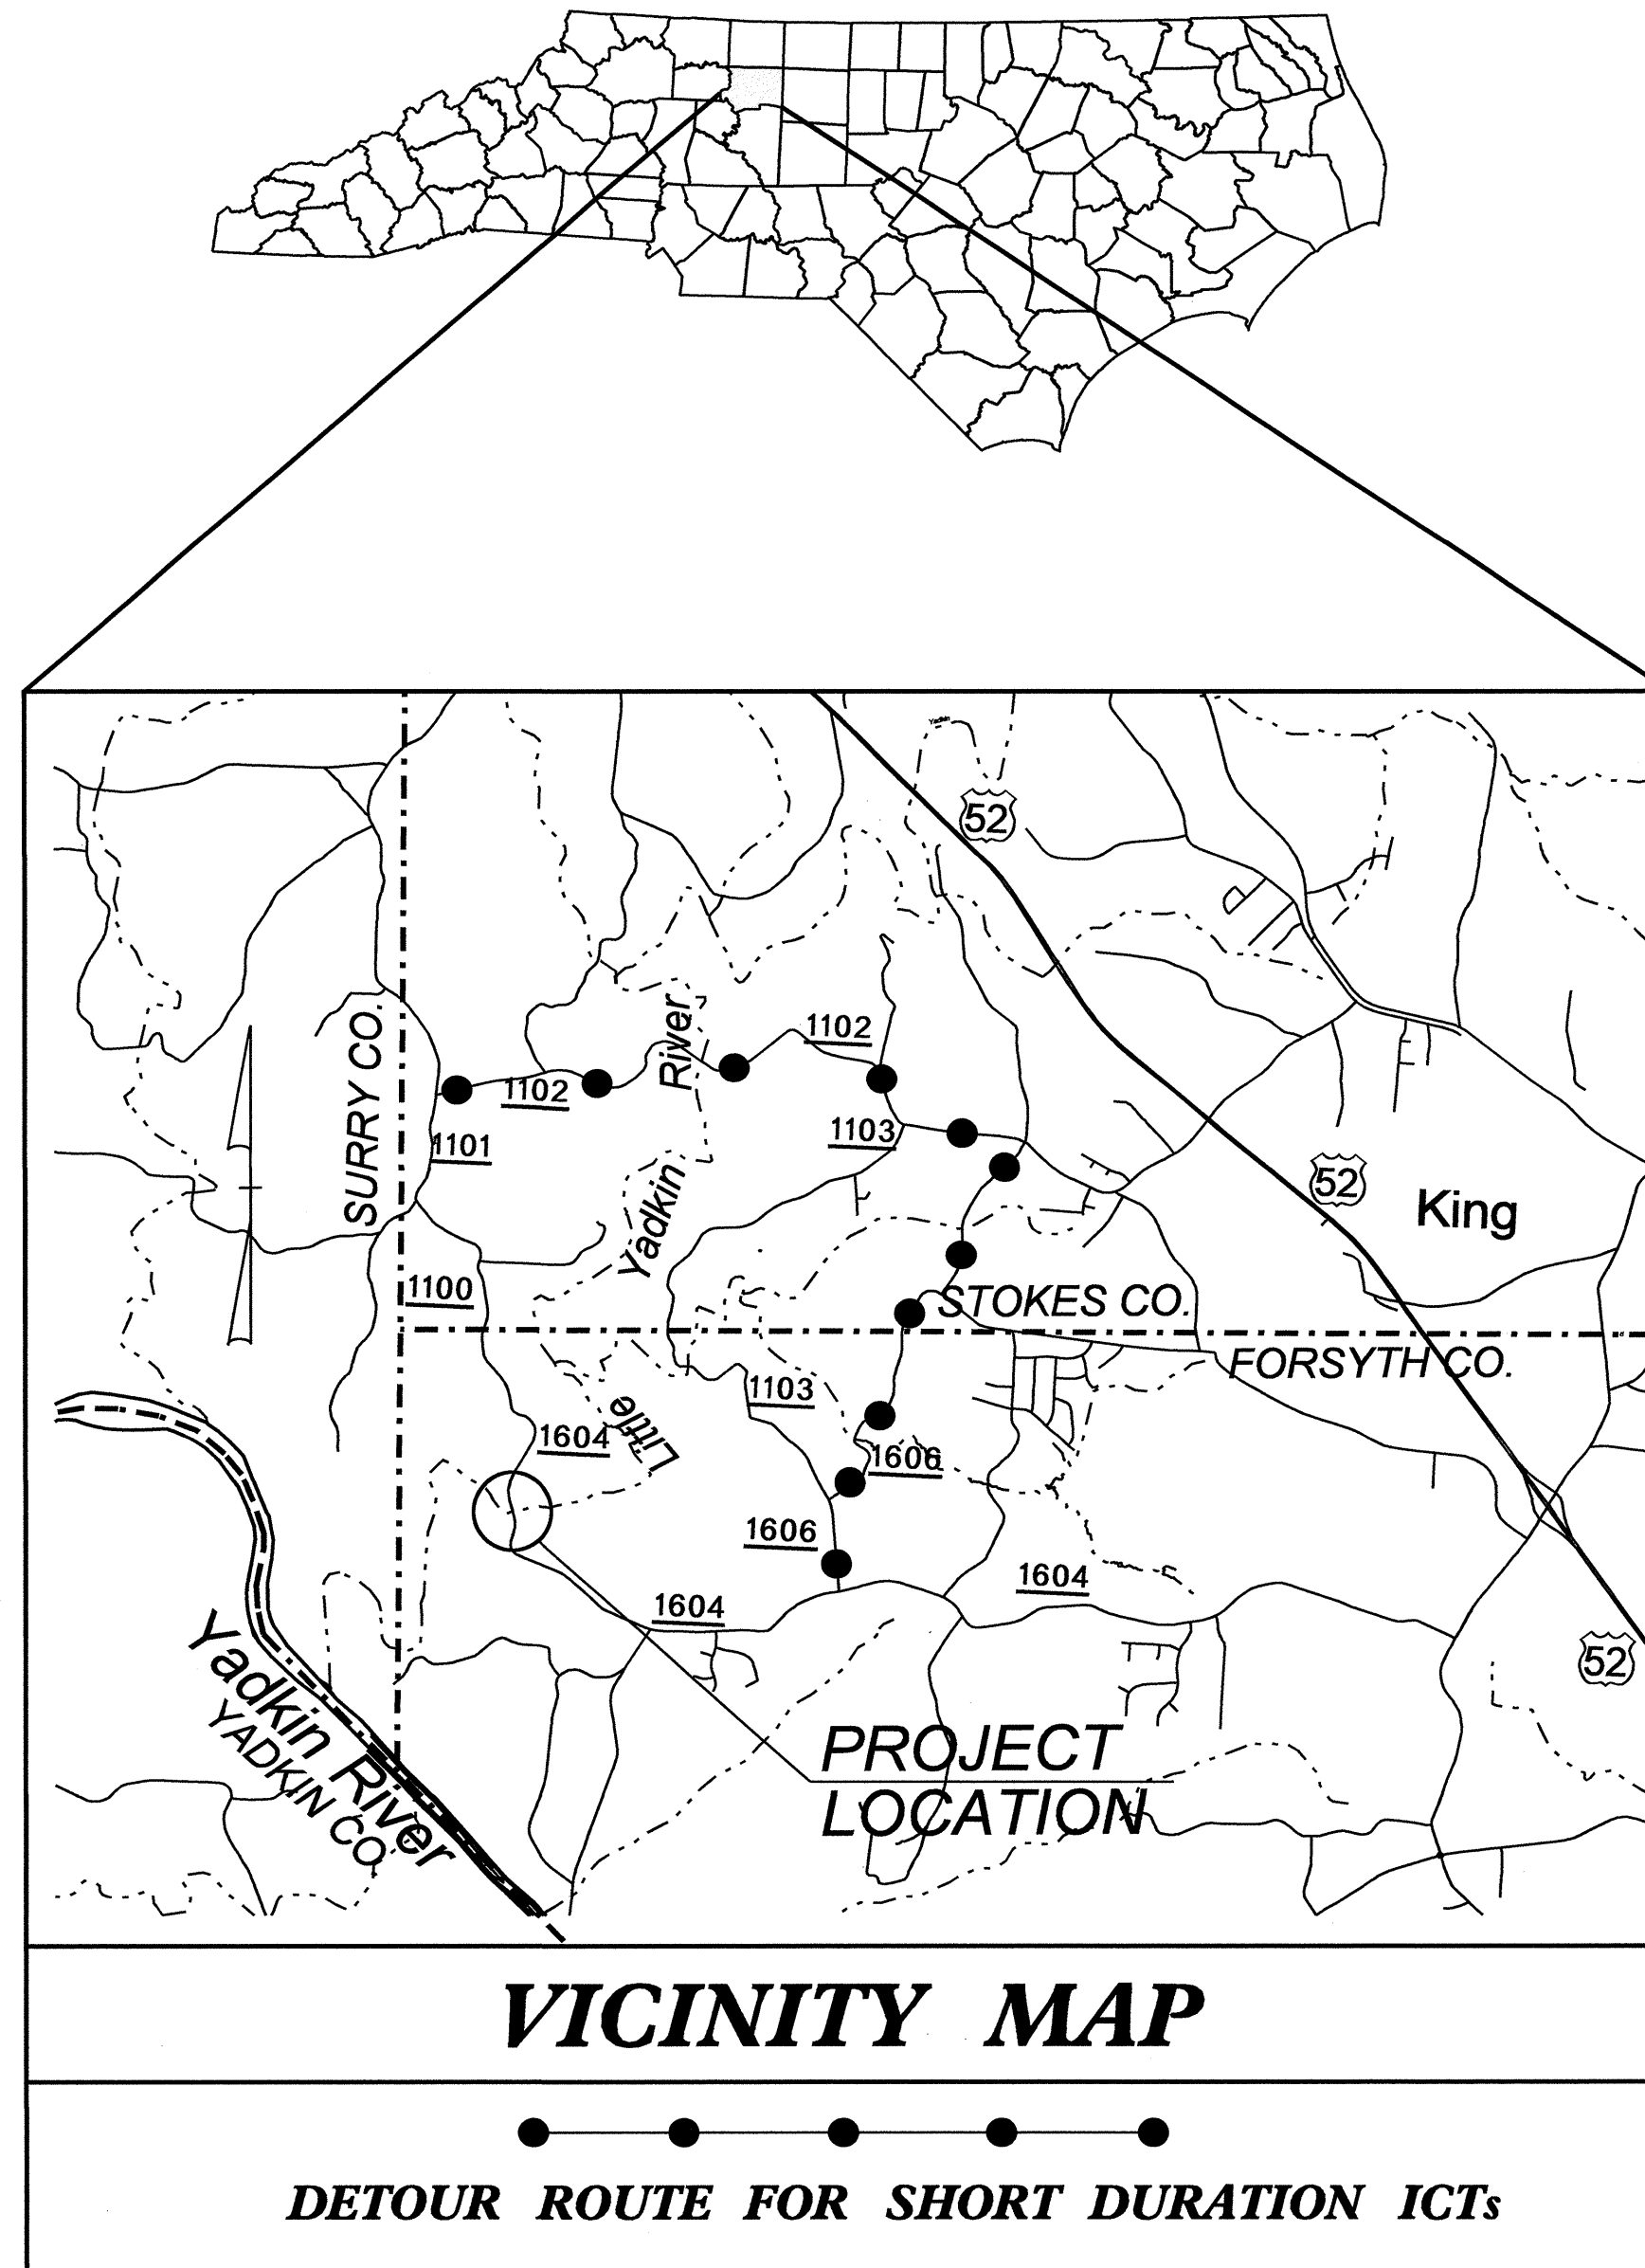 Yadkin
52
1102
River
1102
SURRY CO.
1103
1101
52
King
Yadkin
1100
STOKES CO.
FORSYTH CO.
1103
Little
1604
1606
1606
1604
1604
52
Yadkin River
YADKIN CO.
PROJECT
LOCATION
VICINITY MAP
DETOUR ROUTE FOR SHORT DURATION ICTs